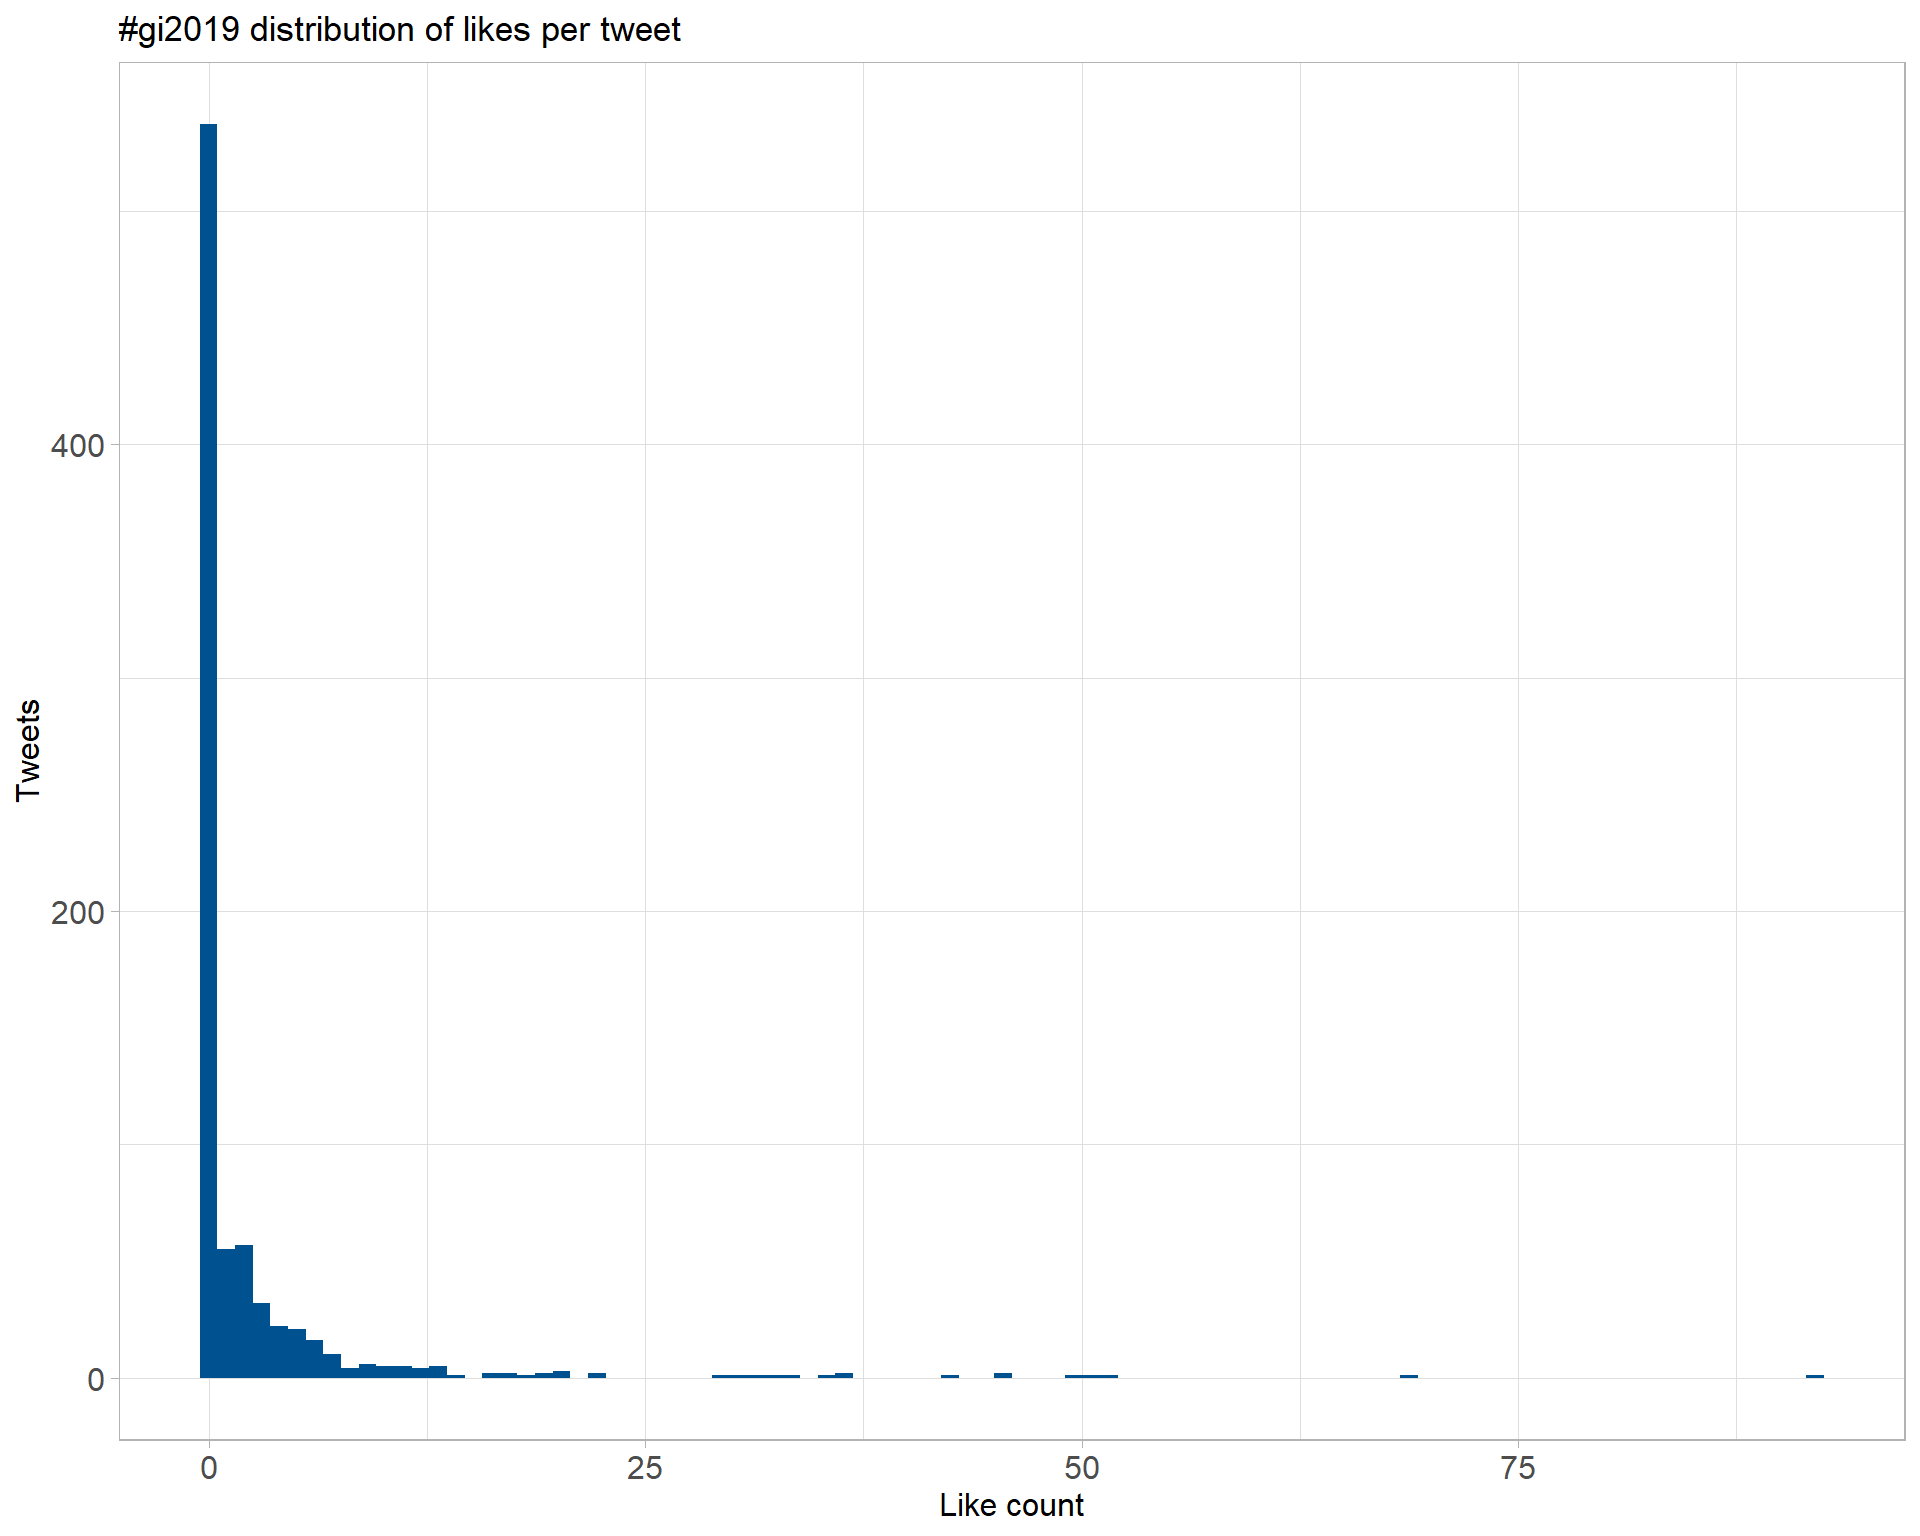 #gi2019 distribution of likes per tweet
Tweets
400
200
0
0 25 50 75
Like count